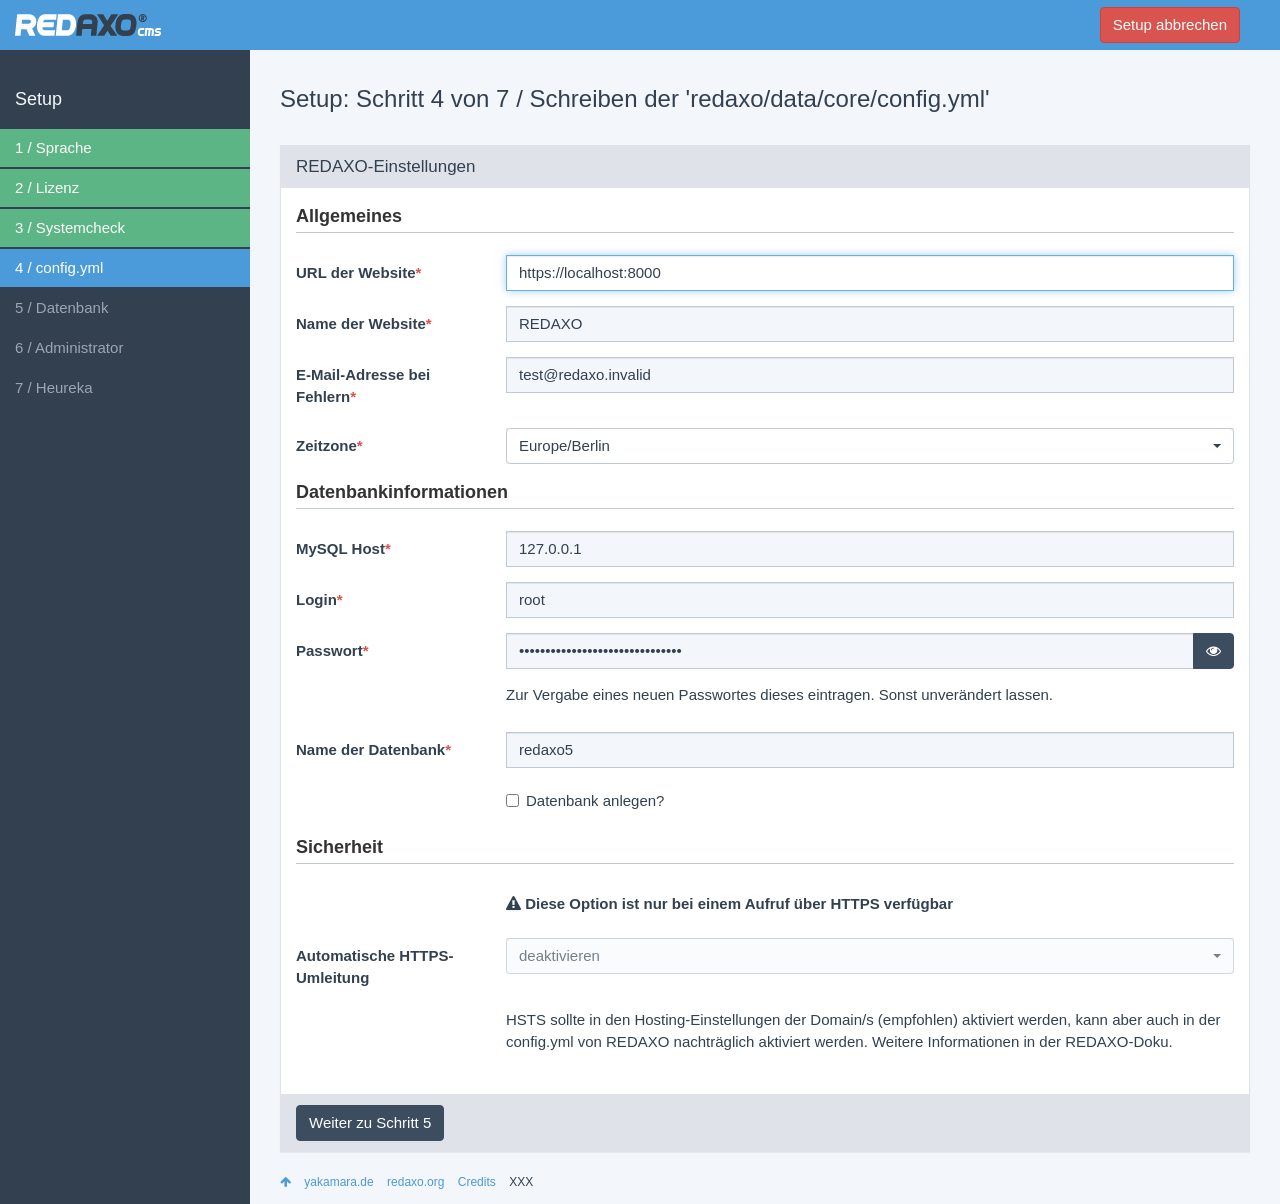 REDAXO® cms
Setup abbrechen
Setup
1 / Sprache
2 / Lizenz
3 / Systemcheck
4 / config.yml
5 / Datenbank
6 / Administrator
7 / Heureka
Setup: Schritt 4 von 7 / Schreiben der 'redaxo/data/core/config.yml'
REDAXO-Einstellungen
Allgemeines
URL der Website*
https://localhost:8000
Name der Website*
REDAXO
E-Mail-Adresse bei
Fehlern*
test@redaxo.invalid
Zeitzone*
Europe/Berlin
Datenbankinformationen
MySQL Host*
127.0.0.1
Login*
root
Passwort*
•••••••••••••••••••••••••••••••
Zur Vergabe eines neuen Passwortes dieses eintragen. Sonst unverändert lassen.
Name der Datenbank*
redaxo5
Datenbank anlegen?
Sicherheit
Diese Option ist nur bei einem Aufruf über HTTPS verfügbar
Automatische HTTPS-
Umleitung
deaktivieren
HSTS sollte in den Hosting-Einstellungen der Domain/s (empfohlen) aktiviert werden, kann aber auch in der
config.yml von REDAXO nachträglich aktiviert werden. Weitere Informationen in der REDAXO-Doku.
Weiter zu Schritt 5
yakamara.de redaxo.org Credits XXX